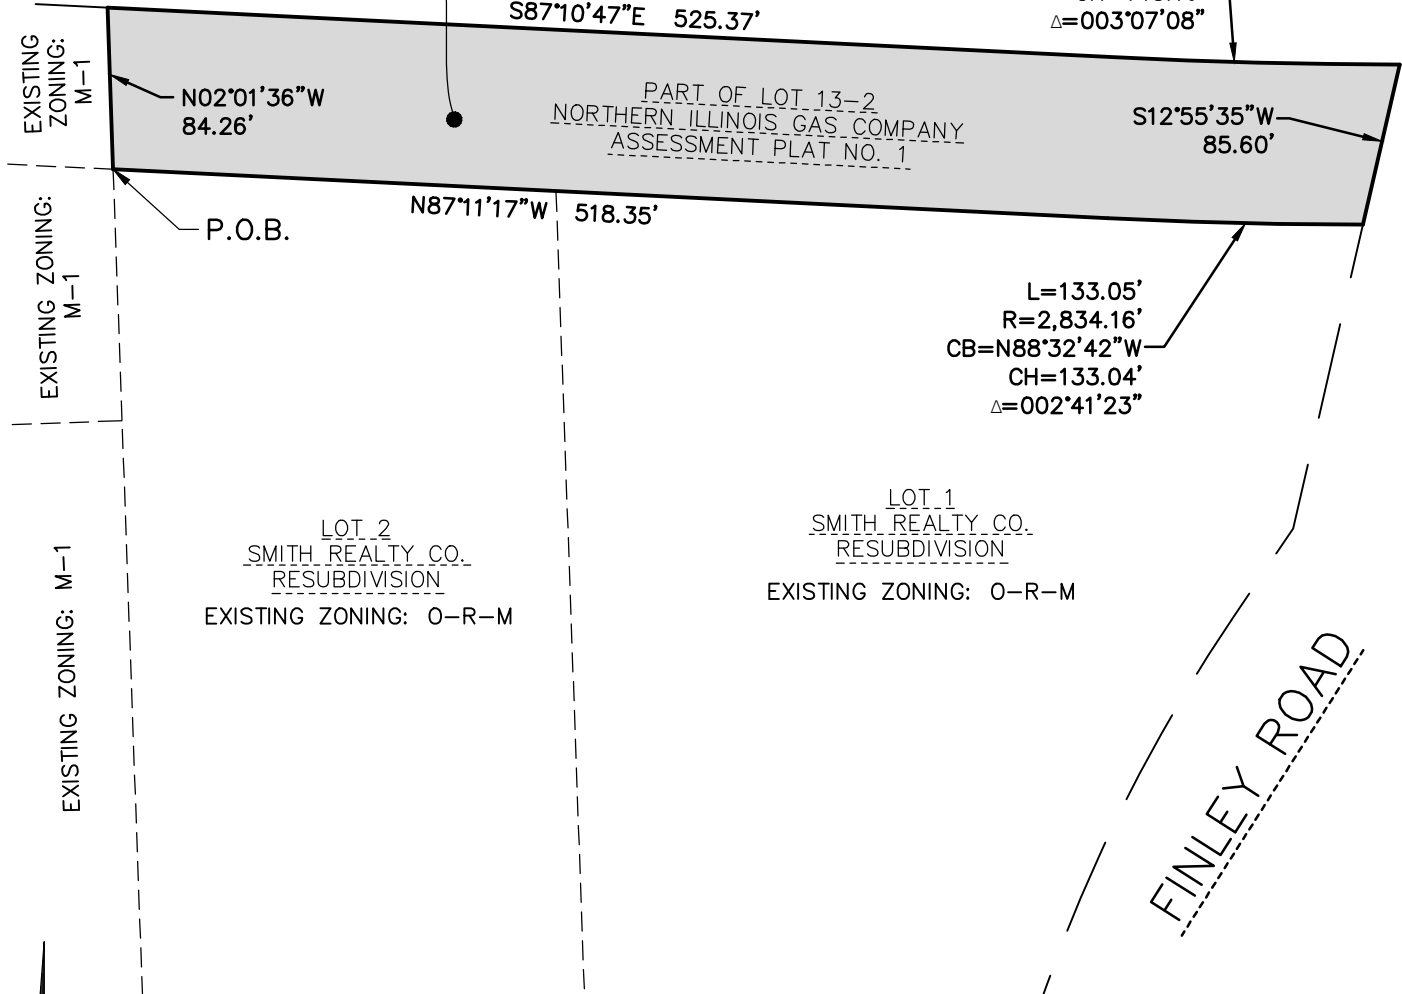 S87°10'47"E 525.37'
Δ=003°07'08"
EXISTING
ZONING:
M-1
N02°01'36"W
84.26'
PART OF LOT 13-2
NORTHERN ILLINOIS GAS COMPANY
ASSESSMENT PLAT NO. 1
S12°55'35"W
85.60'
N87°11'17"W 518.35'
P.O.B.
EXISTING ZONING:
M-1
L=133.05'
R=2,834.16'
CB=N88°32'42"W
CH=133.04'
Δ=002°41'23"
LOT 2
SMITH REALTY CO.
RESUBDIVISION
EXISTING ZONING: O-R-M
LOT 1
SMITH REALTY CO.
RESUBDIVISION
EXISTING ZONING: O-R-M
EXISTING ZONING: M-1
FINLEY ROAD